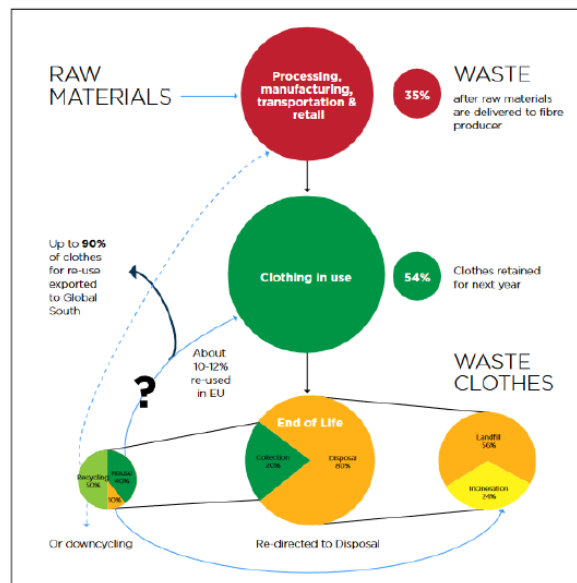 RAW
MATERIALS
Processing,
manufacturing,
transportation &
retail
35%
WASTE
after raw materials
are delivered to fibre
producer
Up to 90%
of clothes
for re-use
exported
to Global
South
Clothing in use
54%
Clothes retained
for next year
?
About
10-12%
re-used
in EU
WASTE
CLOTHES
Recycling
50%
Reuse
40%
10%
End of Life
Collection
20%
Disposal
80%
Landfill
56%
Incineration
24%
Or downcycling
Re-directed to Disposal